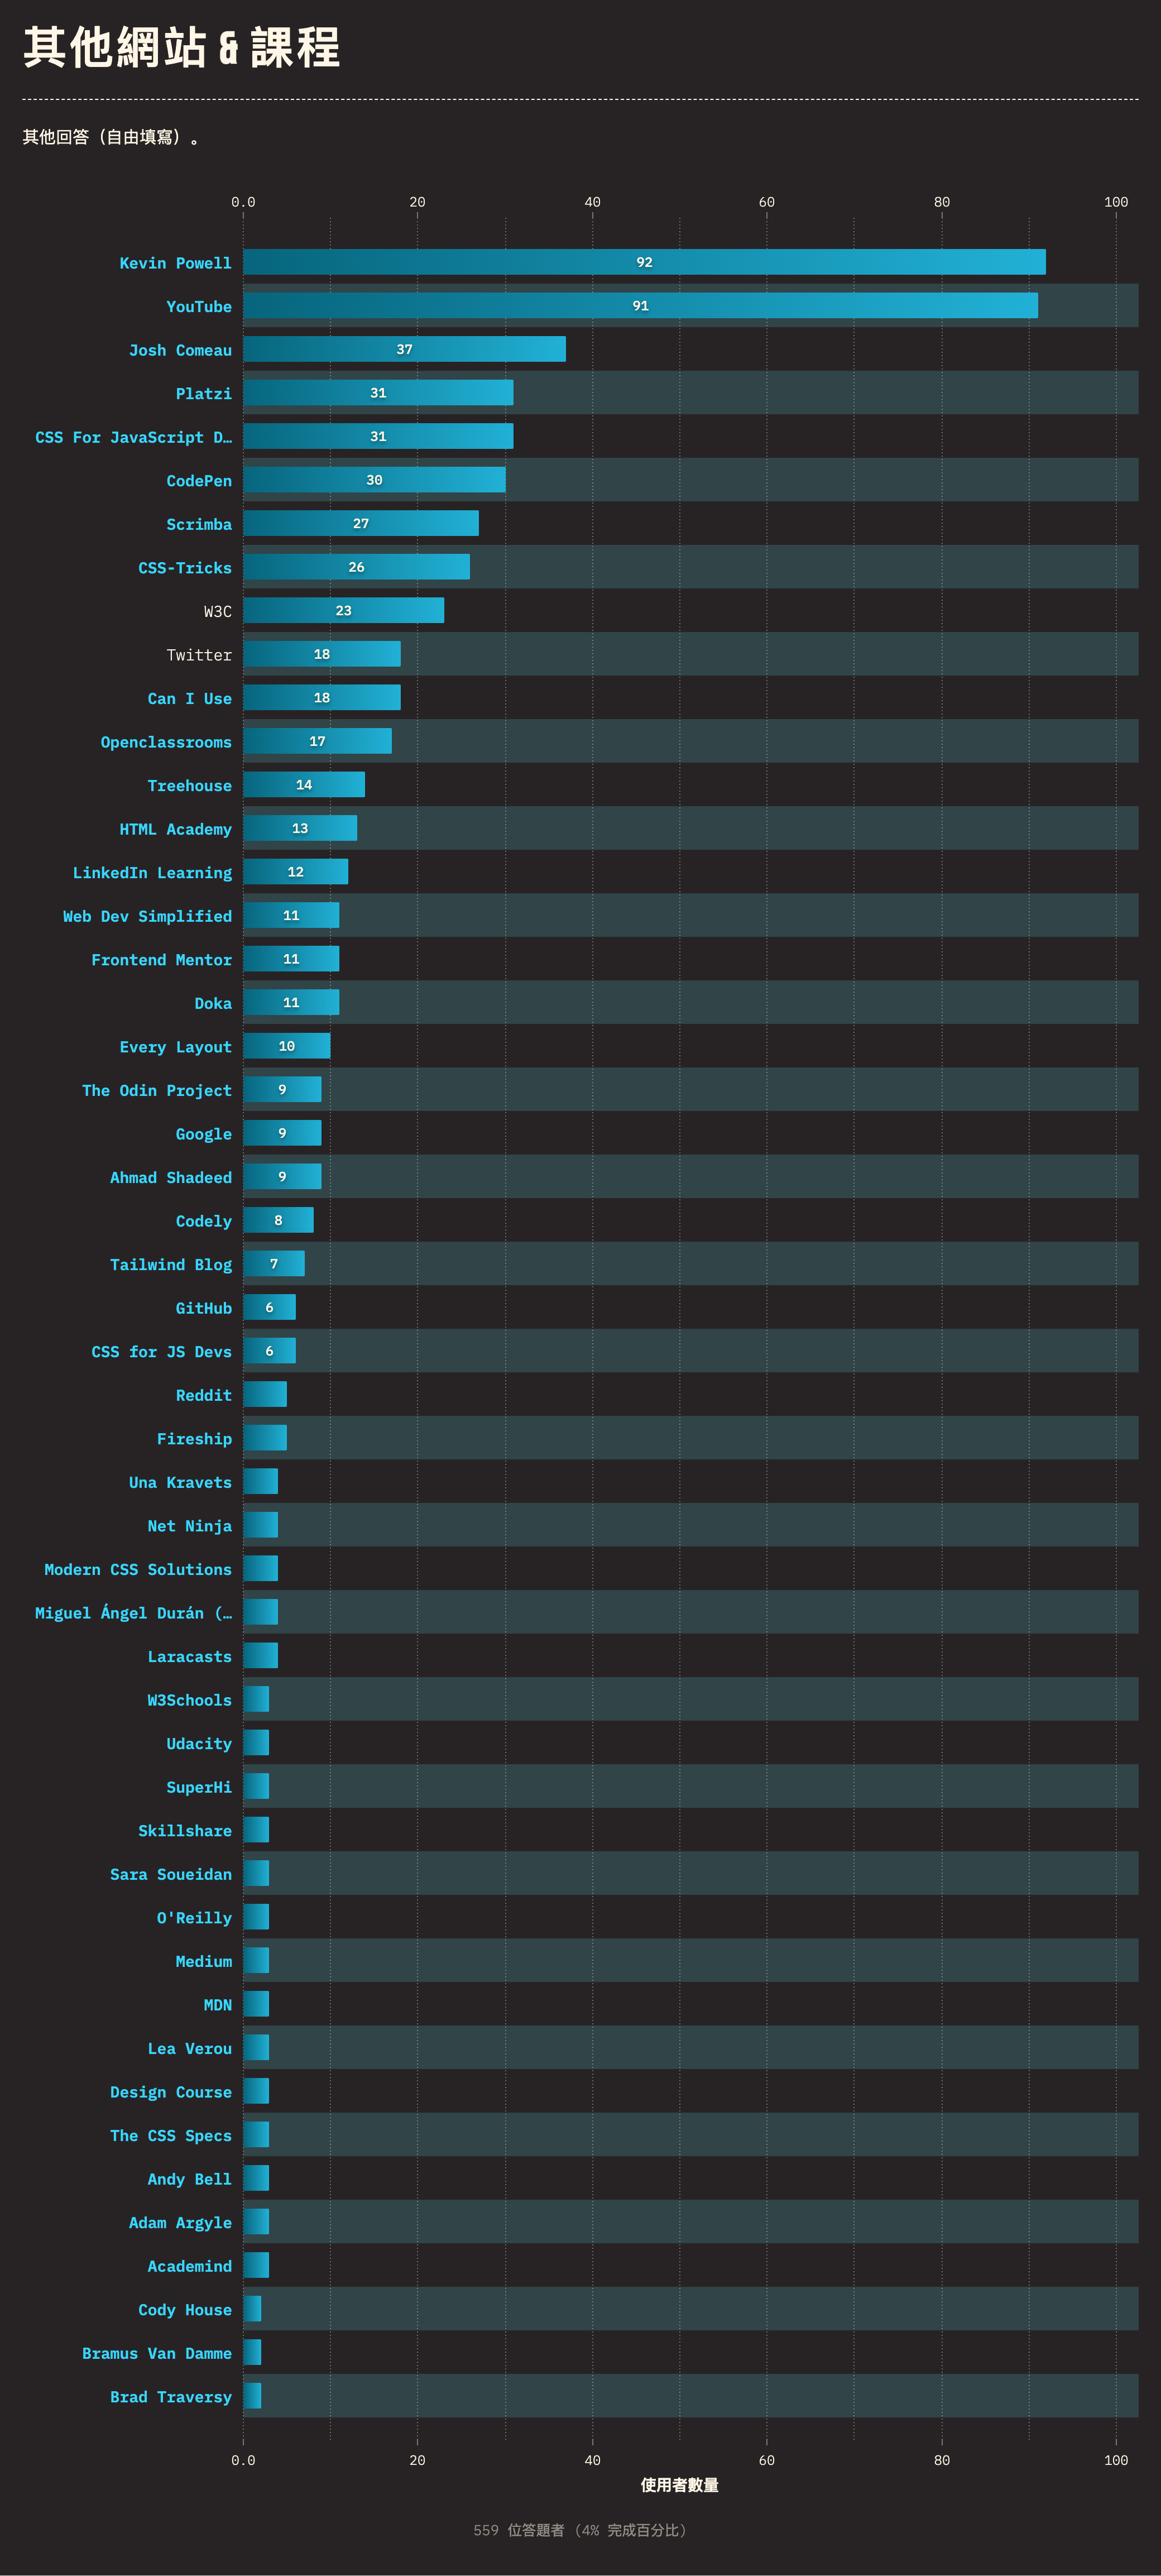 其他網站 & 課程
其他回答（自由填寫）。
0.0 20 40 60 80 100
Kevin Powell 92
YouTube 91
Josh Comeau 37
Platzi 31
CSS For JavaScript D… 31
CodePen 30
Scrimba 27
CSS-Tricks 26
W3C 23
Twitter 18
Can I Use 18
Openclassrooms 17
Treehouse 14
HTML Academy 13
LinkedIn Learning 12
Web Dev Simplified 11
Frontend Mentor 11
Doka 11
Every Layout 10
The Odin Project 9
Google 9
Ahmad Shadeed 9
Codely 8
Tailwind Blog 7
GitHub 6
CSS for JS Devs 6
Reddit
Fireship
Una Kravets
Net Ninja
Modern CSS Solutions
Miguel Ángel Durán (…
Laracasts
W3Schools
Udacity
SuperHi
Skillshare
Sara Soueidan
O'Reilly
Medium
MDN
Lea Verou
Design Course
The CSS Specs
Andy Bell
Adam Argyle
Academind
Cody House
Bramus Van Damme
Brad Traversy
0.0 20 40 60 80 100
使用者數量
559 位答題者 (4% 完成百分比)